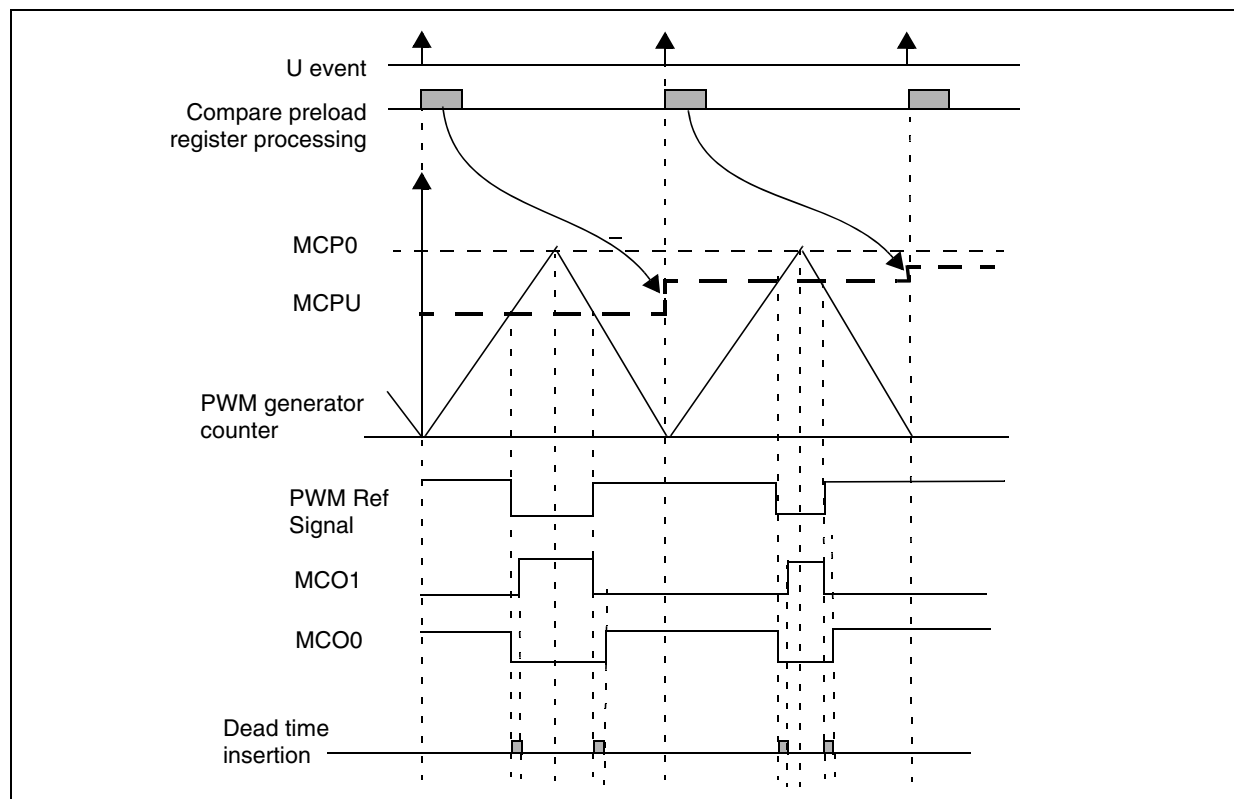 U event
Compare preload
register processing
MCP0
MCPU
PWM generator
counter
PWM Ref
Signal
MCO1
MCO0
Dead time
insertion